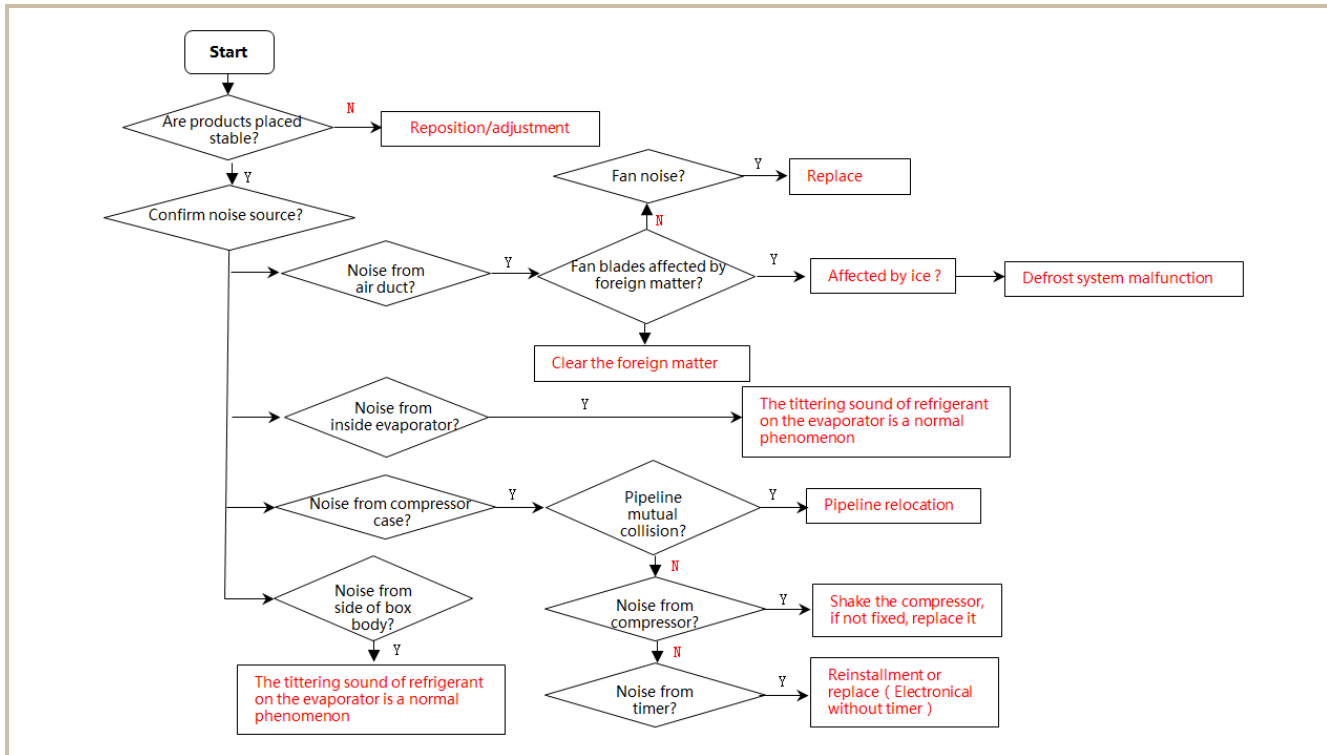 Start
Are products placed
stable?
N
Reposition/adjustment
Y
Confirm noise source?
Fan noise?
Y
Replace
N
Noise from
air duct?
Y
Fan blades affected by
foreign matter?
Y
Affected by ice ?
Defrost system malfunction
Clear the foreign matter
Noise from
inside evaporator?
Y
The tittering sound of refrigerant
on the evaporator is a normal
phenomenon
Noise from compressor
case?
Y
Pipeline
mutual
collision?
Y
Pipeline relocation
N
Noise from
side of box
body?
Y
The tittering sound of refrigerant
on the evaporator is a normal
phenomenon
Noise from
compressor?
Y
Shake the compressor,
if not fixed, replace it
N
Noise from
timer?
Y
Reinstallment or
replace ( Electronical
without timer )